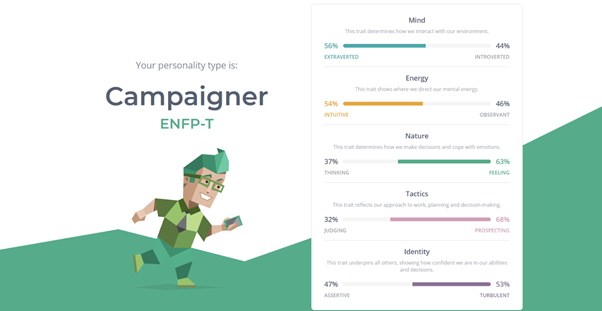 Your personality type is:
Campaigner
ENFP-T
Mind
This trait determines how we interact with our environment.
56% 44%
EXTRAVERTED INTROVERTED
Energy
This trait shows where we direct our mental energy.
54% 46%
INTUITIVE OBSERVANT
Nature
This trait determines how we make decisions and cope with emotions.
37% 63%
THINKING FEELING
Tactics
This trait reflects our approach to work, planning and decision-making.
32% 68%
JUDGING PROSPECTING
Identity
This trait underpins all others, showing how confident we are in our abilities
and decisions.
47% 53%
ASSERTIVE TURBULENT